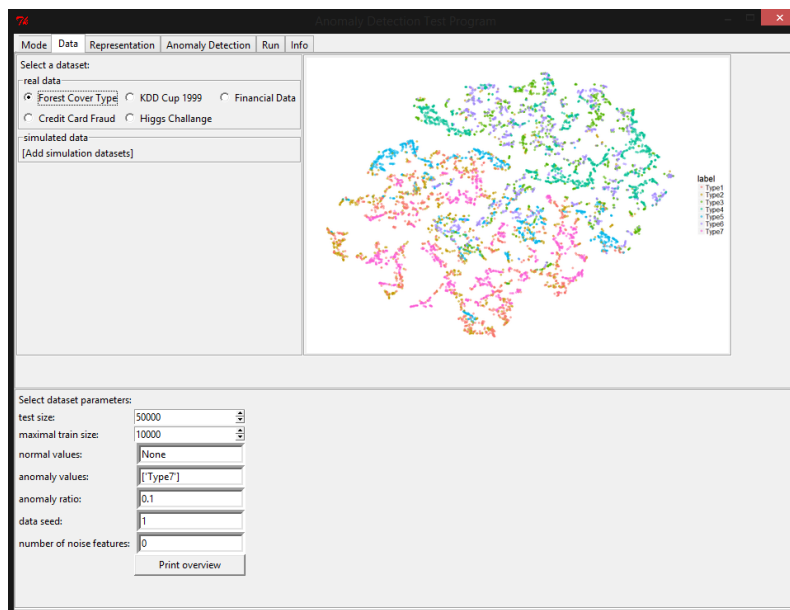 Anomaly Detection Test Program
Mode Data Representation Anomaly Detection Run Info
Select a dataset:
real data
Forest Cover Type KDD Cup 1999 Financial Data
Credit Card Fraud Higgs Challange
simulated data
[Add simulation datasets]
label
Type1
Type2
Type3
Type4
Type5
Type6
Type7
Select dataset parameters:
test size: 50000
maximal train size: 10000
normal values: None
anomaly values: ['Type7']
anomaly ratio: 0.1
data seed: 1
number of noise features: 0
Print overview